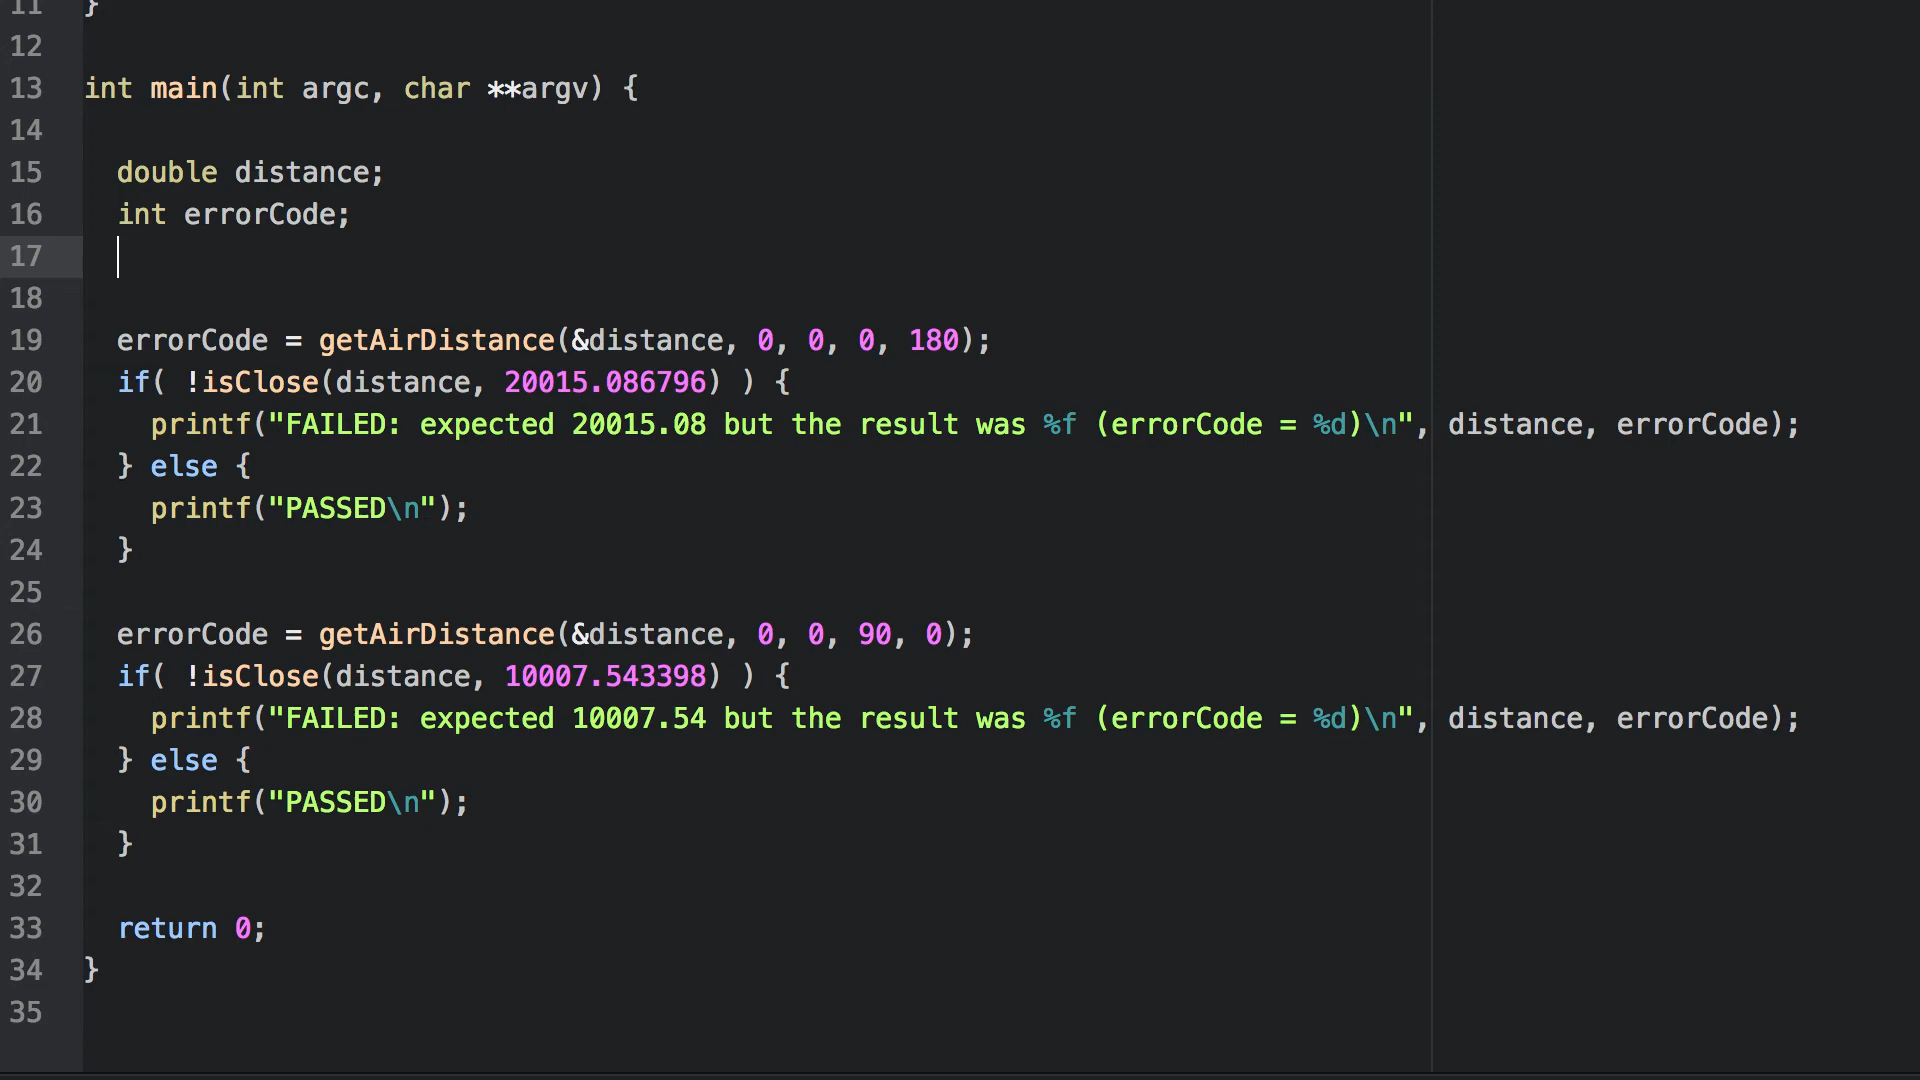 11 }
12
13 int main(int argc, char **argv) {
14
15 double distance;
16 int errorCode;
17
18
19 errorCode = getAirDistance(&distance, 0, 0, 0, 180);
20 if( !isClose(distance, 20015.086796) ) {
21 printf("FAILED: expected 20015.08 but the result was %f (errorCode = %d)\n", distance, errorCode);
22 } else {
23 printf("PASSED\n");
24 }
25
26 errorCode = getAirDistance(&distance, 0, 0, 90, 0);
27 if( !isClose(distance, 10007.543398) ) {
28 printf("FAILED: expected 10007.54 but the result was %f (errorCode = %d)\n", distance, errorCode);
29 } else {
30 printf("PASSED\n");
31 }
32
33 return 0;
34 }
35